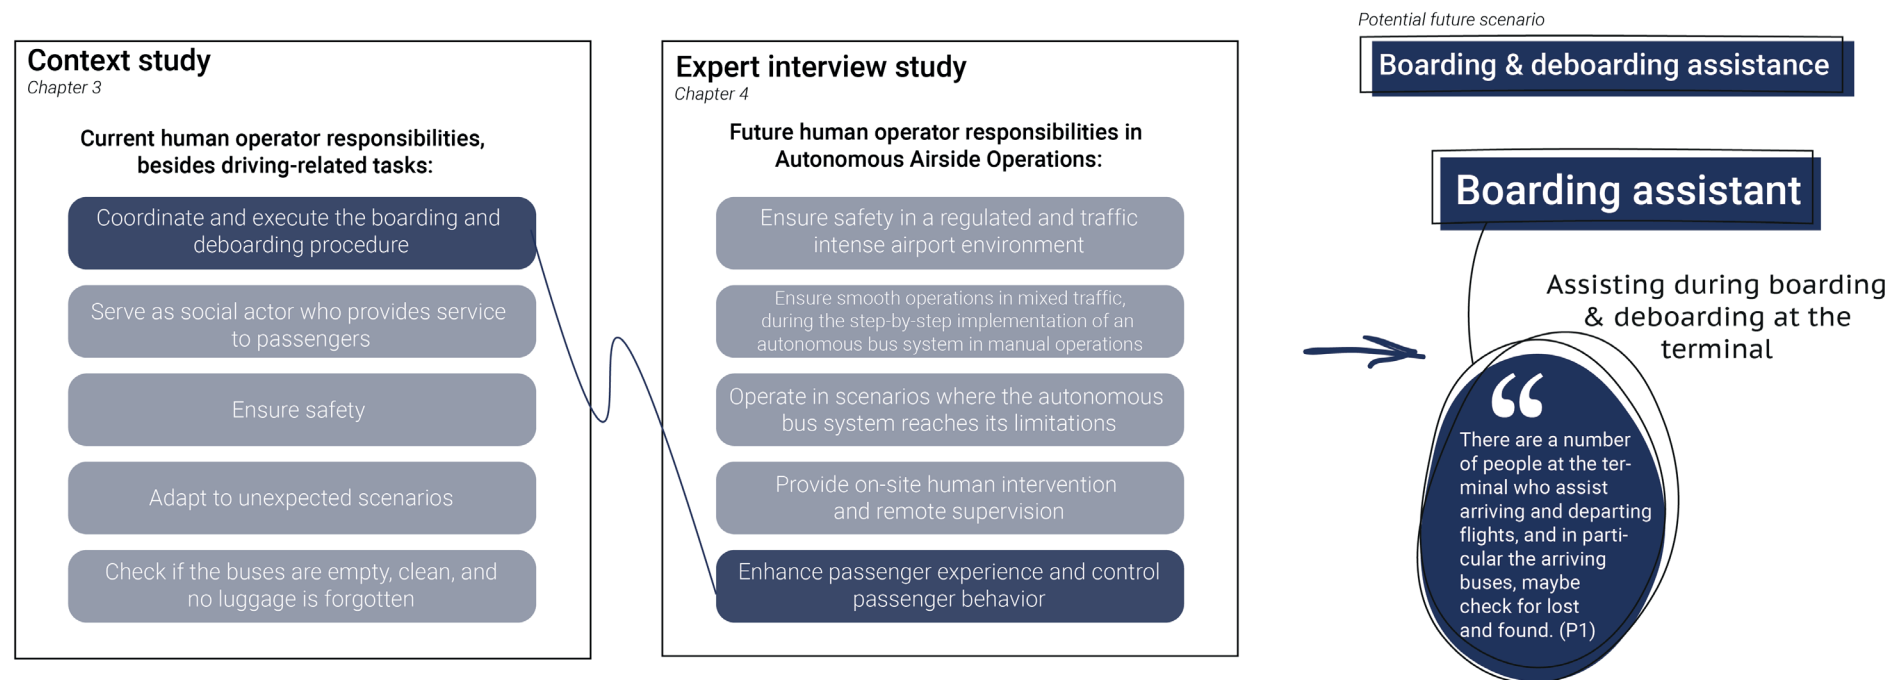 Context study
Chapter 3
Current human operator responsibilities,
besides driving-related tasks:
Coordinate and execute the boarding and
deboarding procedure
Serve as social actor who provides service
to passengers
Ensure safety
Adapt to unexpected scenarios
Check if the buses are empty, clean, and
no luggage is forgotten
Expert interview study
Chapter 4
Future human operator responsibilities in
Autonomous Airside Operations:
Ensure safety in a regulated and traffic
intense airport environment
Ensure smooth operations in mixed traffic,
during the step-by-step implementation of an
autonomous bus system in manual operations
Operate in scenarios where the autonomous
bus system reaches its limitations
Provide on-site human intervention
and remote supervision
Enhance passenger experience and control
passenger behavior
Potential future scenario
Boarding & deboarding assistance
Boarding assistant
Assisting during boarding
& deboarding at the
terminal
“
There are a number
of people at the ter-
minal who assist
arriving and departing
flights, and in parti-
cular the arriving
buses, maybe
check for lost
and found. (P1)